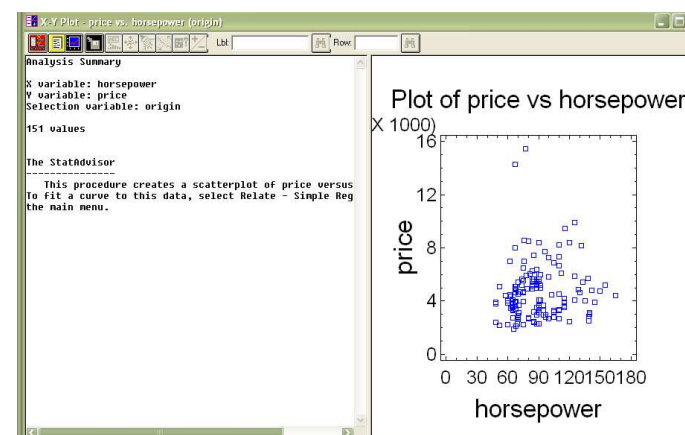 X-Y Plot - price vs. horsepower (origin)
Lbl: Row:
Analysis Summary
X variable: horsepower
Y variable: price
Selection variable: origin
151 values
The StatAdvisor
---------------
This procedure creates a scatterplot of price versus
To fit a curve to this data, select Relate - Simple Reg
the main menu.
Plot of price vs horsepower
X 1000)
16
12
8
4
0
price
0 30 60 90 120 150 180
horsepower